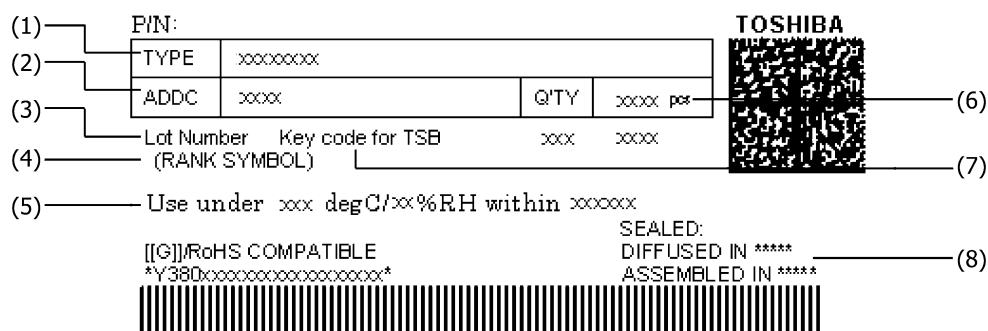 (1) P/N: TOSHIBA
TYPE xxxxxxxx
(2)
ADDC xxxx Q'TY xxxx pcs (6)
(3)
Lot Number Key code for TSB xxx xxxx
(4) (RANK SYMBOL) (7)
(5) Use under xxx degC/xx%RH within xxxxxx
SEALED:
[[G]]/RoHS COMPATIBLE DIFFUSED IN ***** (8)
*Y380xxxxxxxxxxxxxxxxxx* ASSEMBLED IN *****